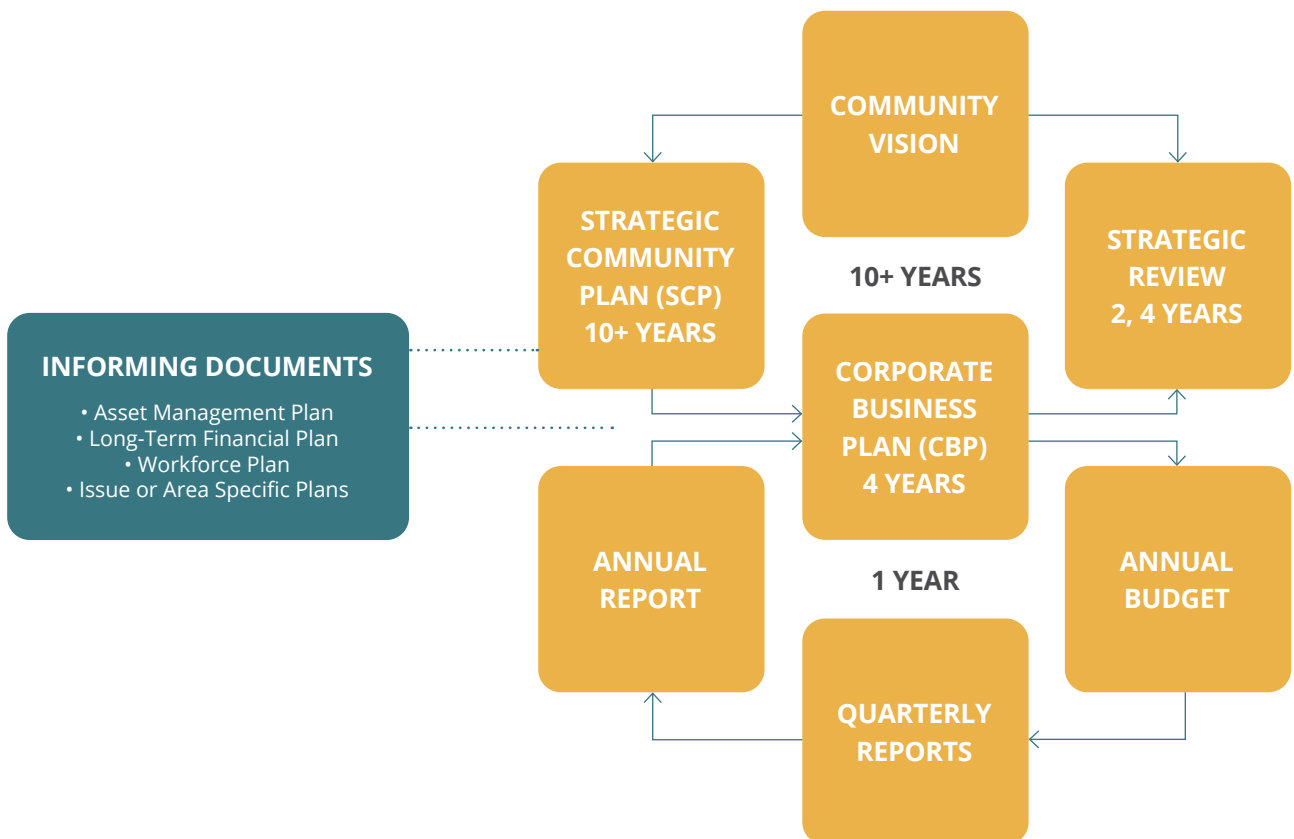 COMMUNITY
VISION
STRATEGIC
COMMUNITY
PLAN (SCP)
10+ YEARS
10+ YEARS
STRATEGIC
REVIEW
2, 4 YEARS
INFORMING DOCUMENTS
• Asset Management Plan
• Long-Term Financial Plan
• Workforce Plan
• Issue or Area Specific Plans
CORPORATE
BUSINESS
PLAN (CBP)
4 YEARS
ANNUAL
REPORT
1 YEAR
ANNUAL
BUDGET
QUARTERLY
REPORTS